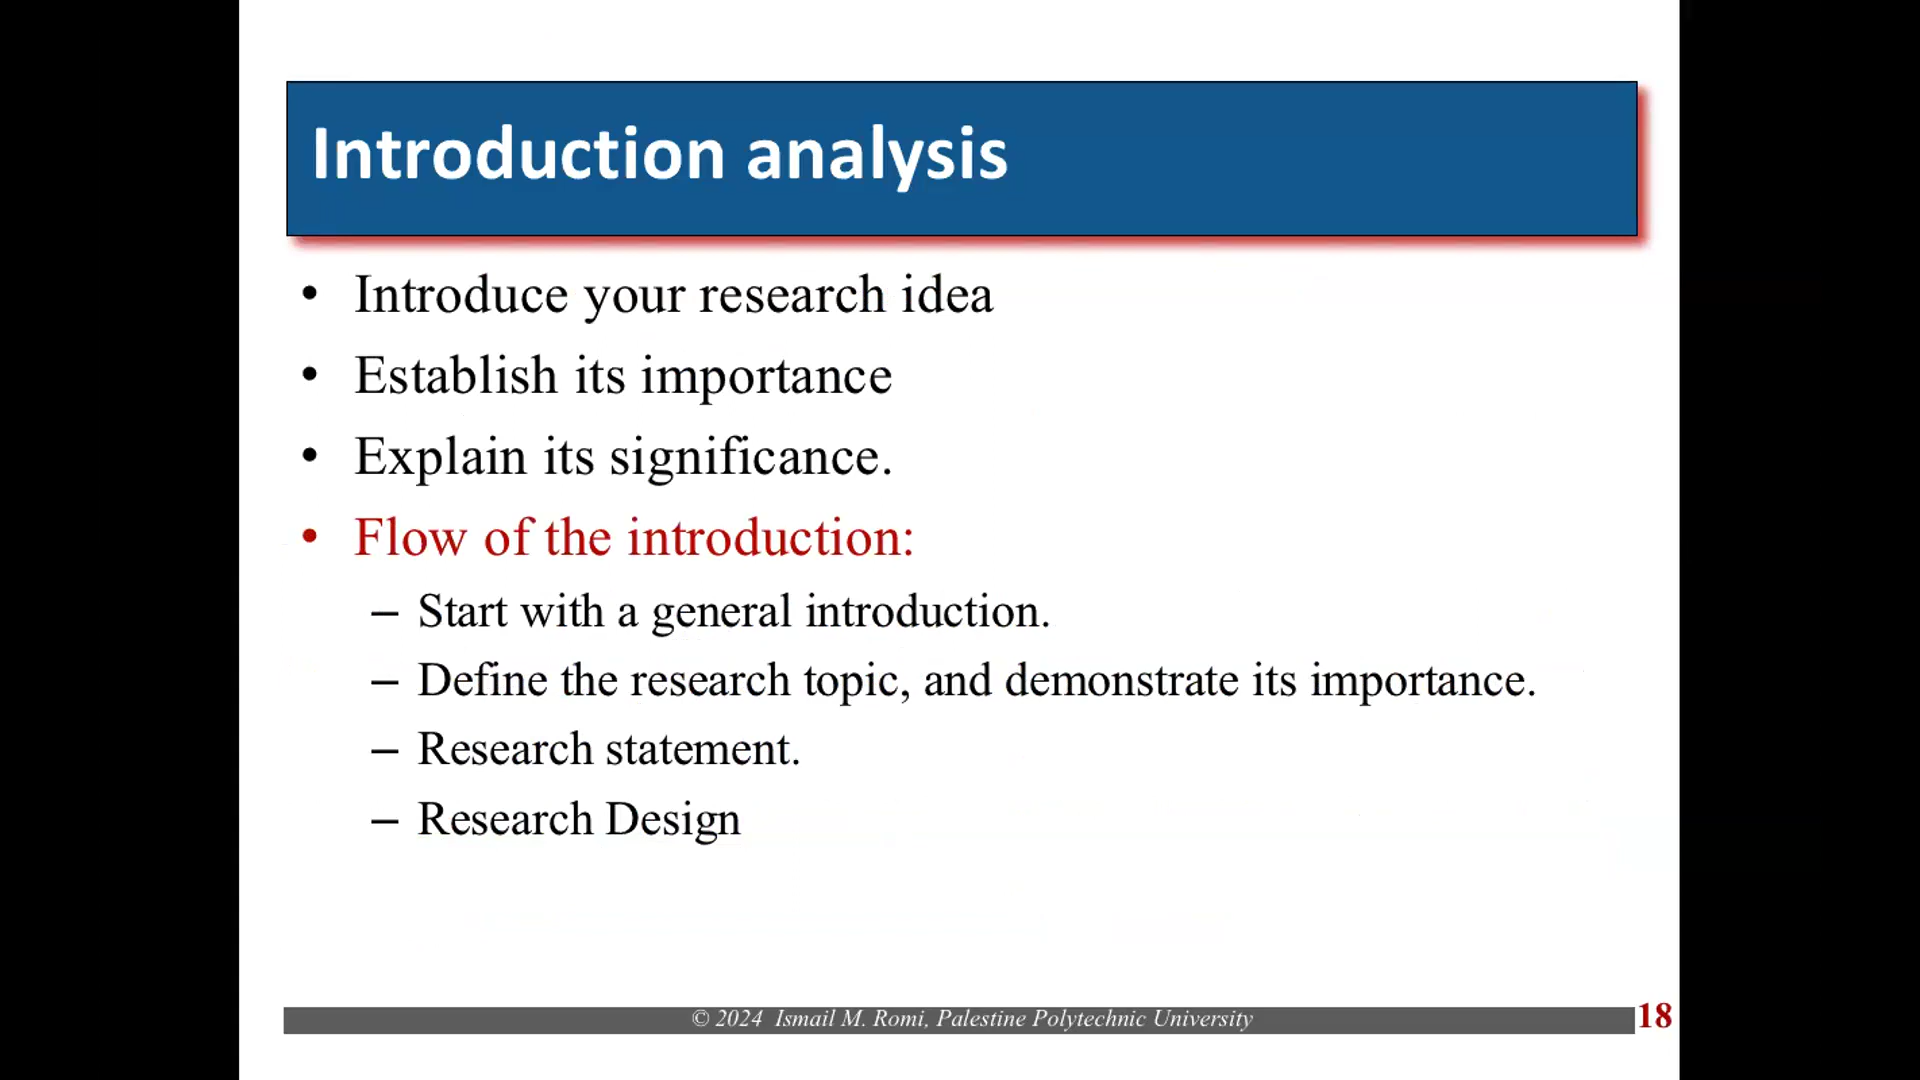 Introduction analysis
• Introduce your research idea
• Establish its importance
• Explain its significance.
• Flow of the introduction:
– Start with a general introduction.
– Define the research topic, and demonstrate its importance.
– Research statement.
– Research Design
© 2024 Ismail M. Romi, Palestine Polytechnic University
18